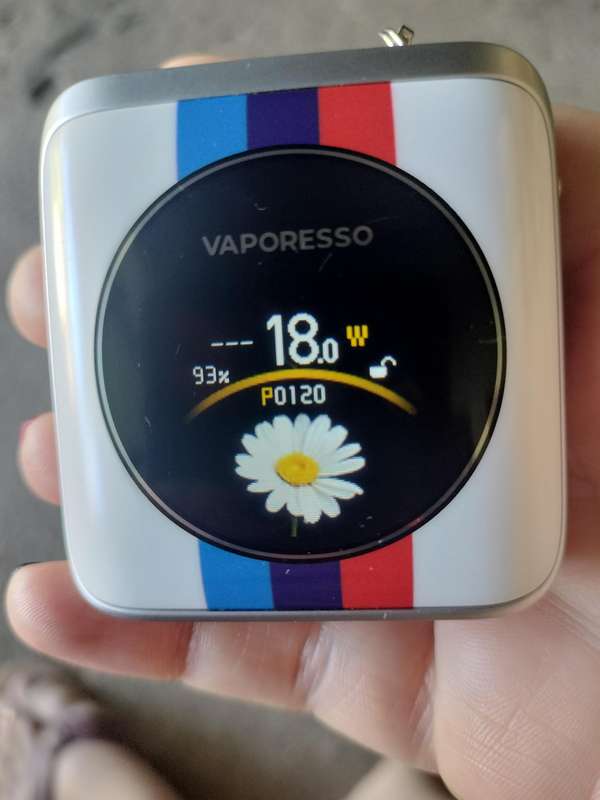 VAPORESSO
--- 18.0 W
93%
P0120